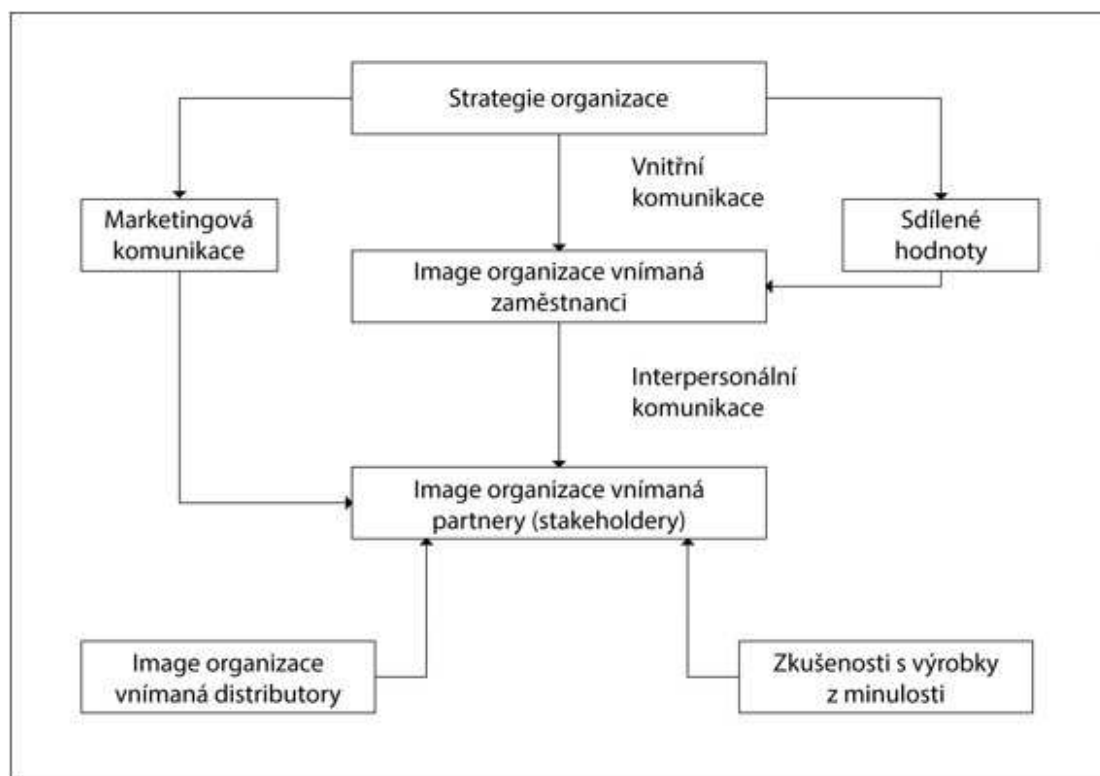 Strategie organizace
Vnitřní
komunikace
Marketingová
komunikace
Sdílené
hodnoty
Image organizace vnímaná
zaměstnanci
Interpersonální
komunikace
Image organizace vnímaná
partnery (stakeholdery)
Image organizace
vnímaná distributory
Zkušenosti s výrobky
z minulosti